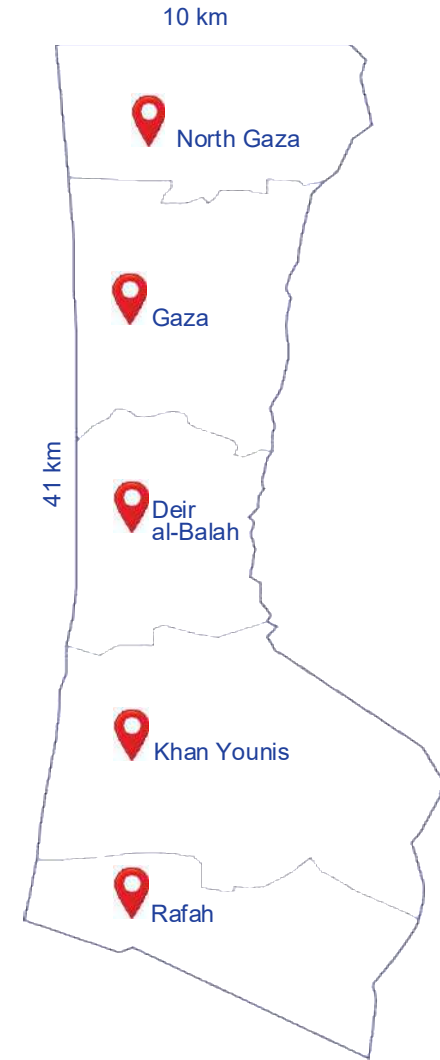 10 km
North Gaza
Gaza
41 km
Deir
al-Balah
Khan Younis
Rafah